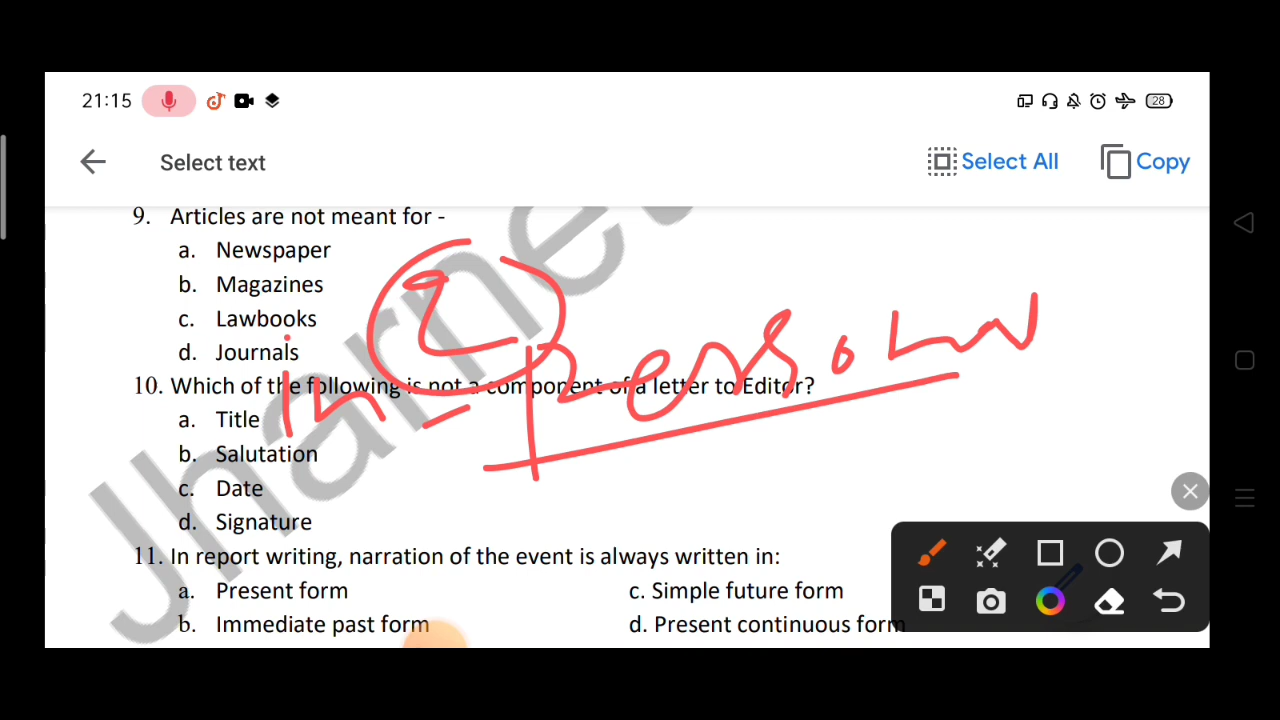 21:15
28
Select text
Select All
Copy
9. Articles are not meant for -
a. Newspaper
b. Magazines
c. Lawbooks
d. Journals
10. Which of the following is not a component of a letter to Editor?
a. Title
b. Salutation
c. Date
d. Signature
11. In report writing, narration of the event is always written in:
a. Present form
c. Simple future form
b. Immediate past form
d. Present continuous form
Jharnet
In